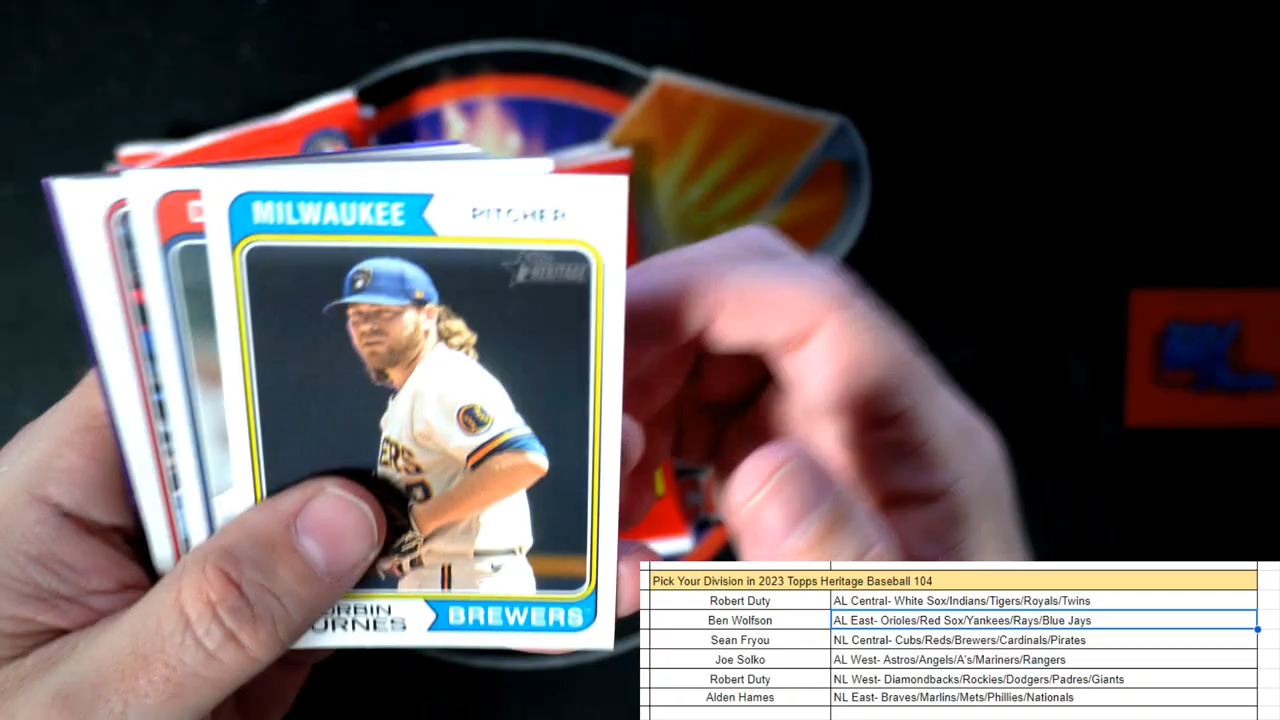 MILWAUKEE PITCHER
HERITAGE
BREWERS
Pick Your Division in 2023 Topps Heritage Baseball 104
Robert Duty AL Central- White Sox/Indians/Tigers/Royals/Twins
Ben Wolfson AL East- Orioles/Red Sox/Yankees/Rays/Blue Jays
Sean Fryou NL Central- Cubs/Reds/Brewers/Cardinals/Pirates
Joe Solko AL West- Astros/Angels/A's/Mariners/Rangers
Robert Duty NL West- Diamondbacks/Rockies/Dodgers/Padres/Giants
Alden Hames NL East- Braves/Marlins/Mets/Phillies/Nationals